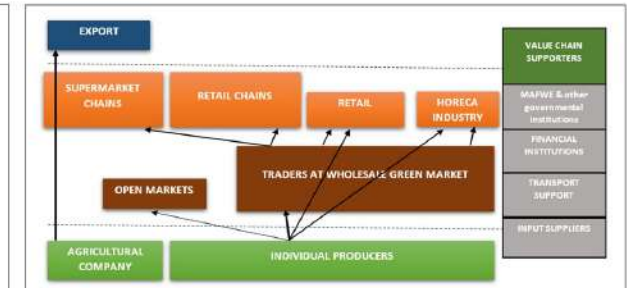 EXPORT
VALUE CHAIN
SUPPORTERS
SUPERMARKET
CHAINS
RETAIL CHAINS
RETAIL
HORECA
INDUSTRY
MAFWE & other
governmental
institutions
FINANCIAL
INSTITUTIONS
TRADERS AT WHOLESALE GREEN MARKET
OPEN MARKETS
TRANSPORT
SUPPORT
INPUT SUPPLIERS
AGRICULTURAL
COMPANY
INDIVIDUAL PRODUCERS